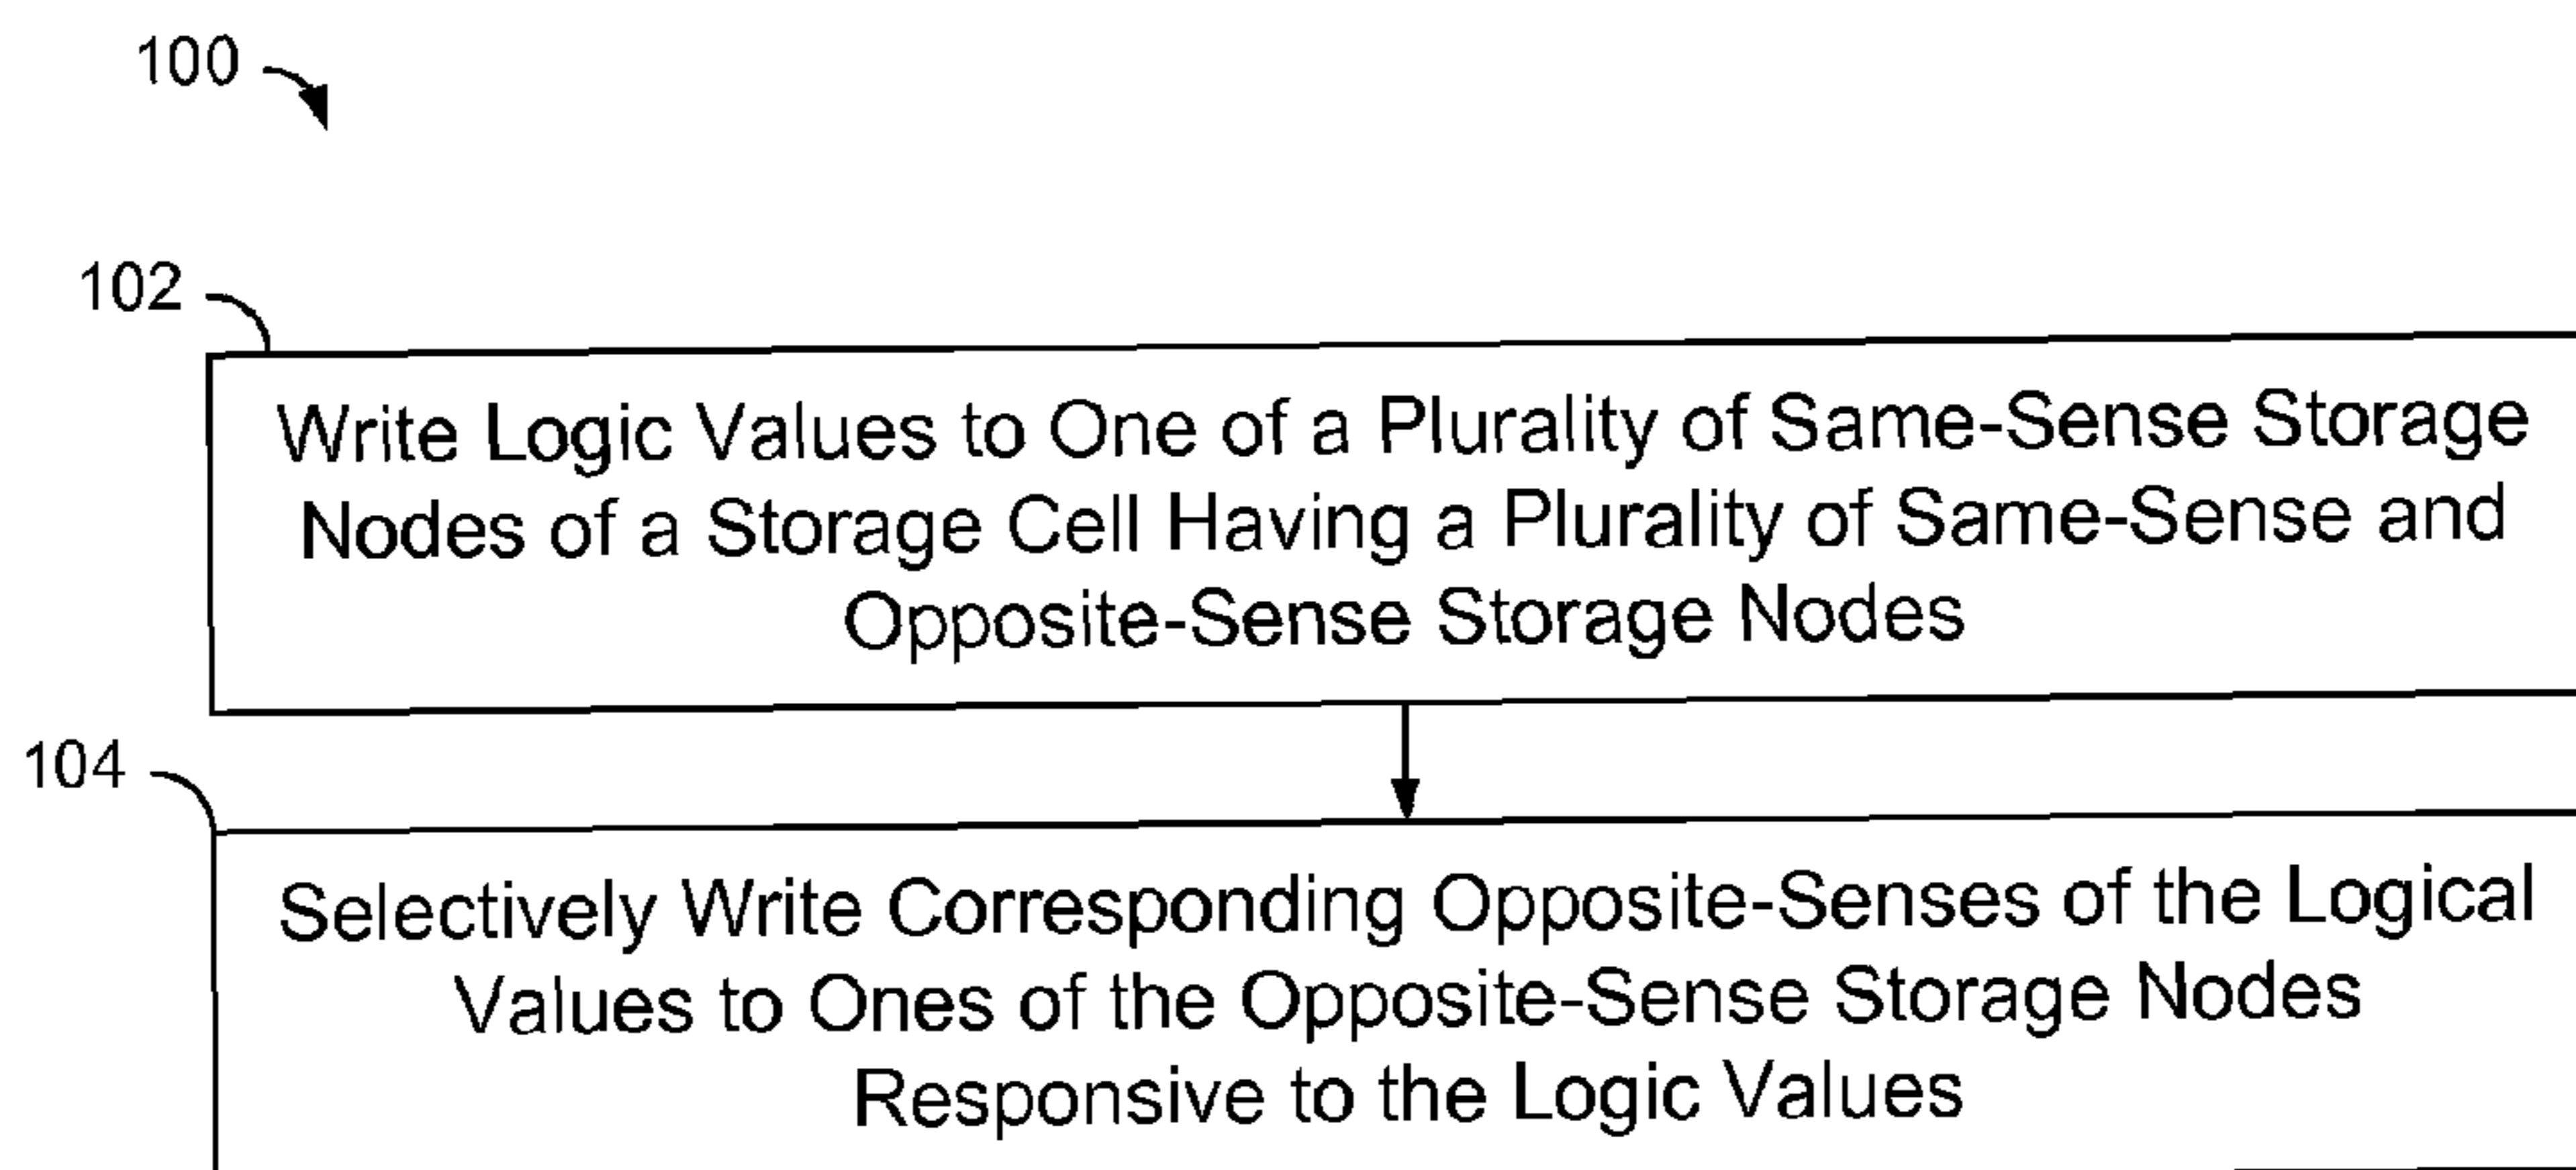 100
102
Write Logic Values to One of a Plurality of Same-Sense Storage
Nodes of a Storage Cell Having a Plurality of Same-Sense and
Opposite-Sense Storage Nodes
104
Selectively Write Corresponding Opposite-Senses of the Logical
Values to Ones of the Opposite-Sense Storage Nodes
Responsive to the Logic Values